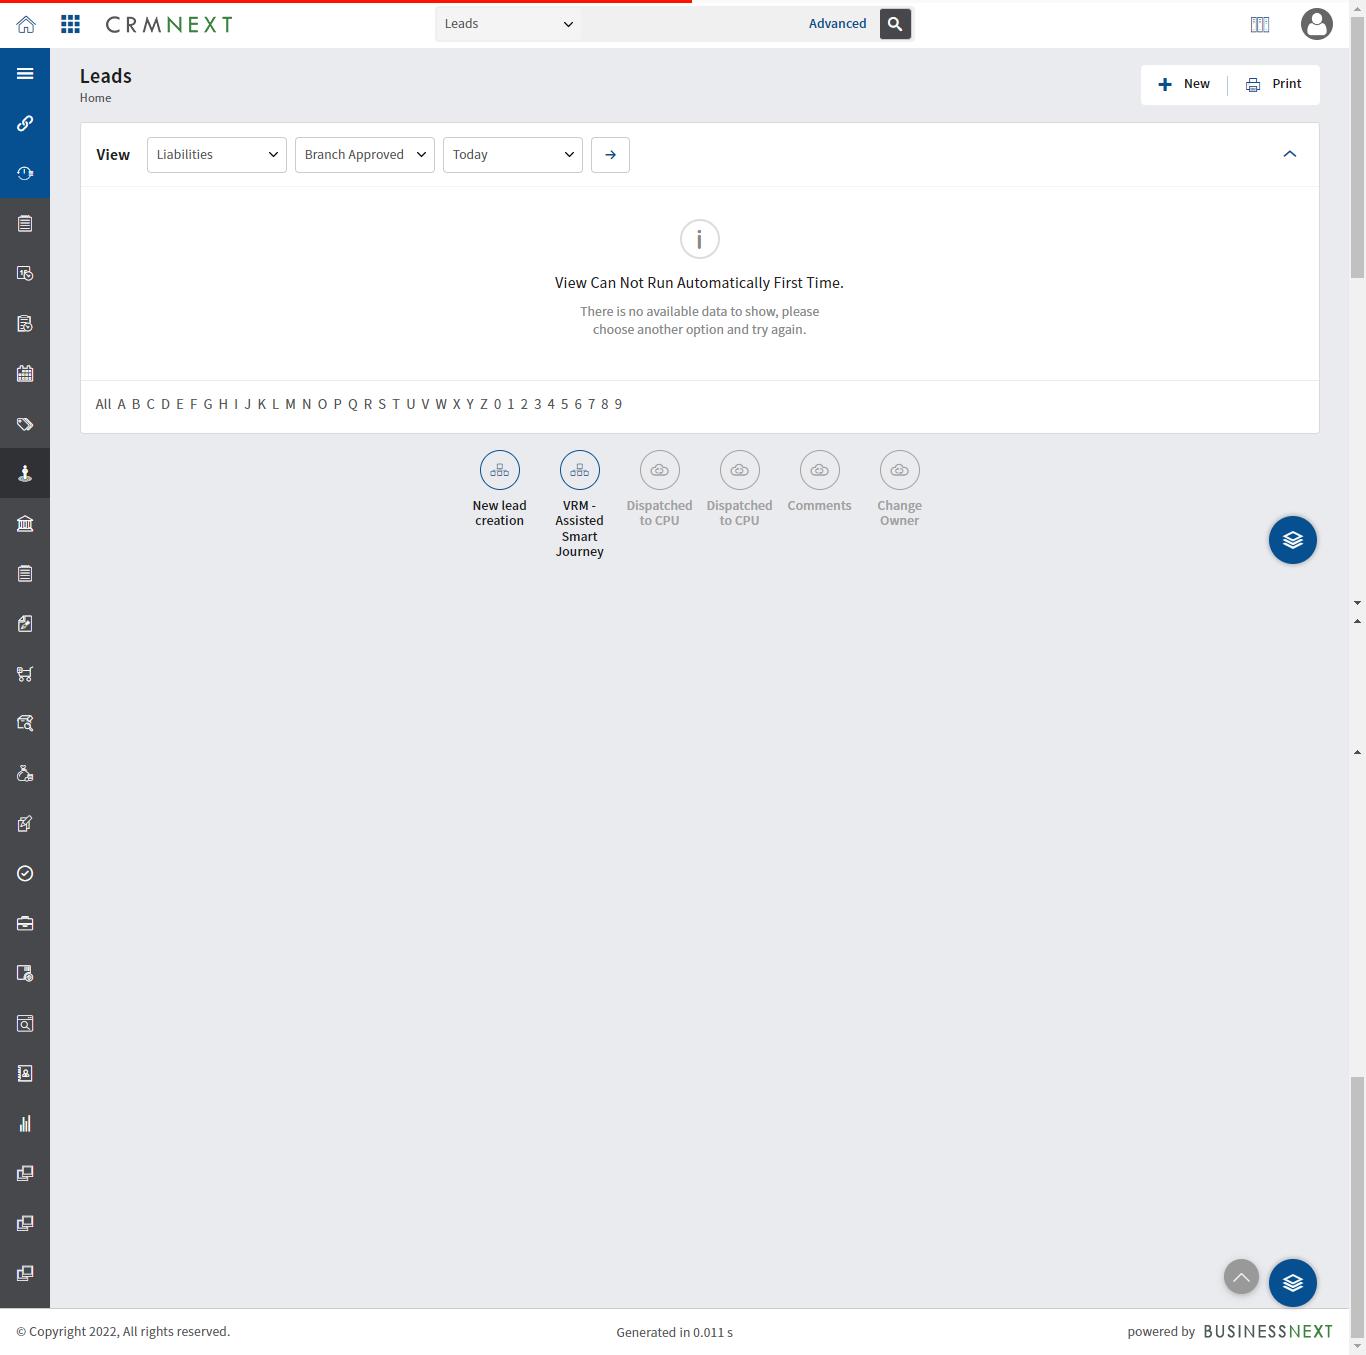 CRMNEXT
Leads
Advanced
Leads
Home
New
Print
View
Liabilities
Branch Approved
Today
View Can Not Run Automatically First Time.
There is no available data to show, please
choose another option and try again.
All A B C D E F G H I J K L M N O P Q R S T U V W X Y Z 0 1 2 3 4 5 6 7 8 9
New lead
creation
VRM -
Assisted
Smart
Journey
Dispatched
to CPU
Dispatched
to CPU
Comments
Change
Owner
© Copyright 2022, All rights reserved.
Generated in 0.011 s
powered by BUSINESSNEXT